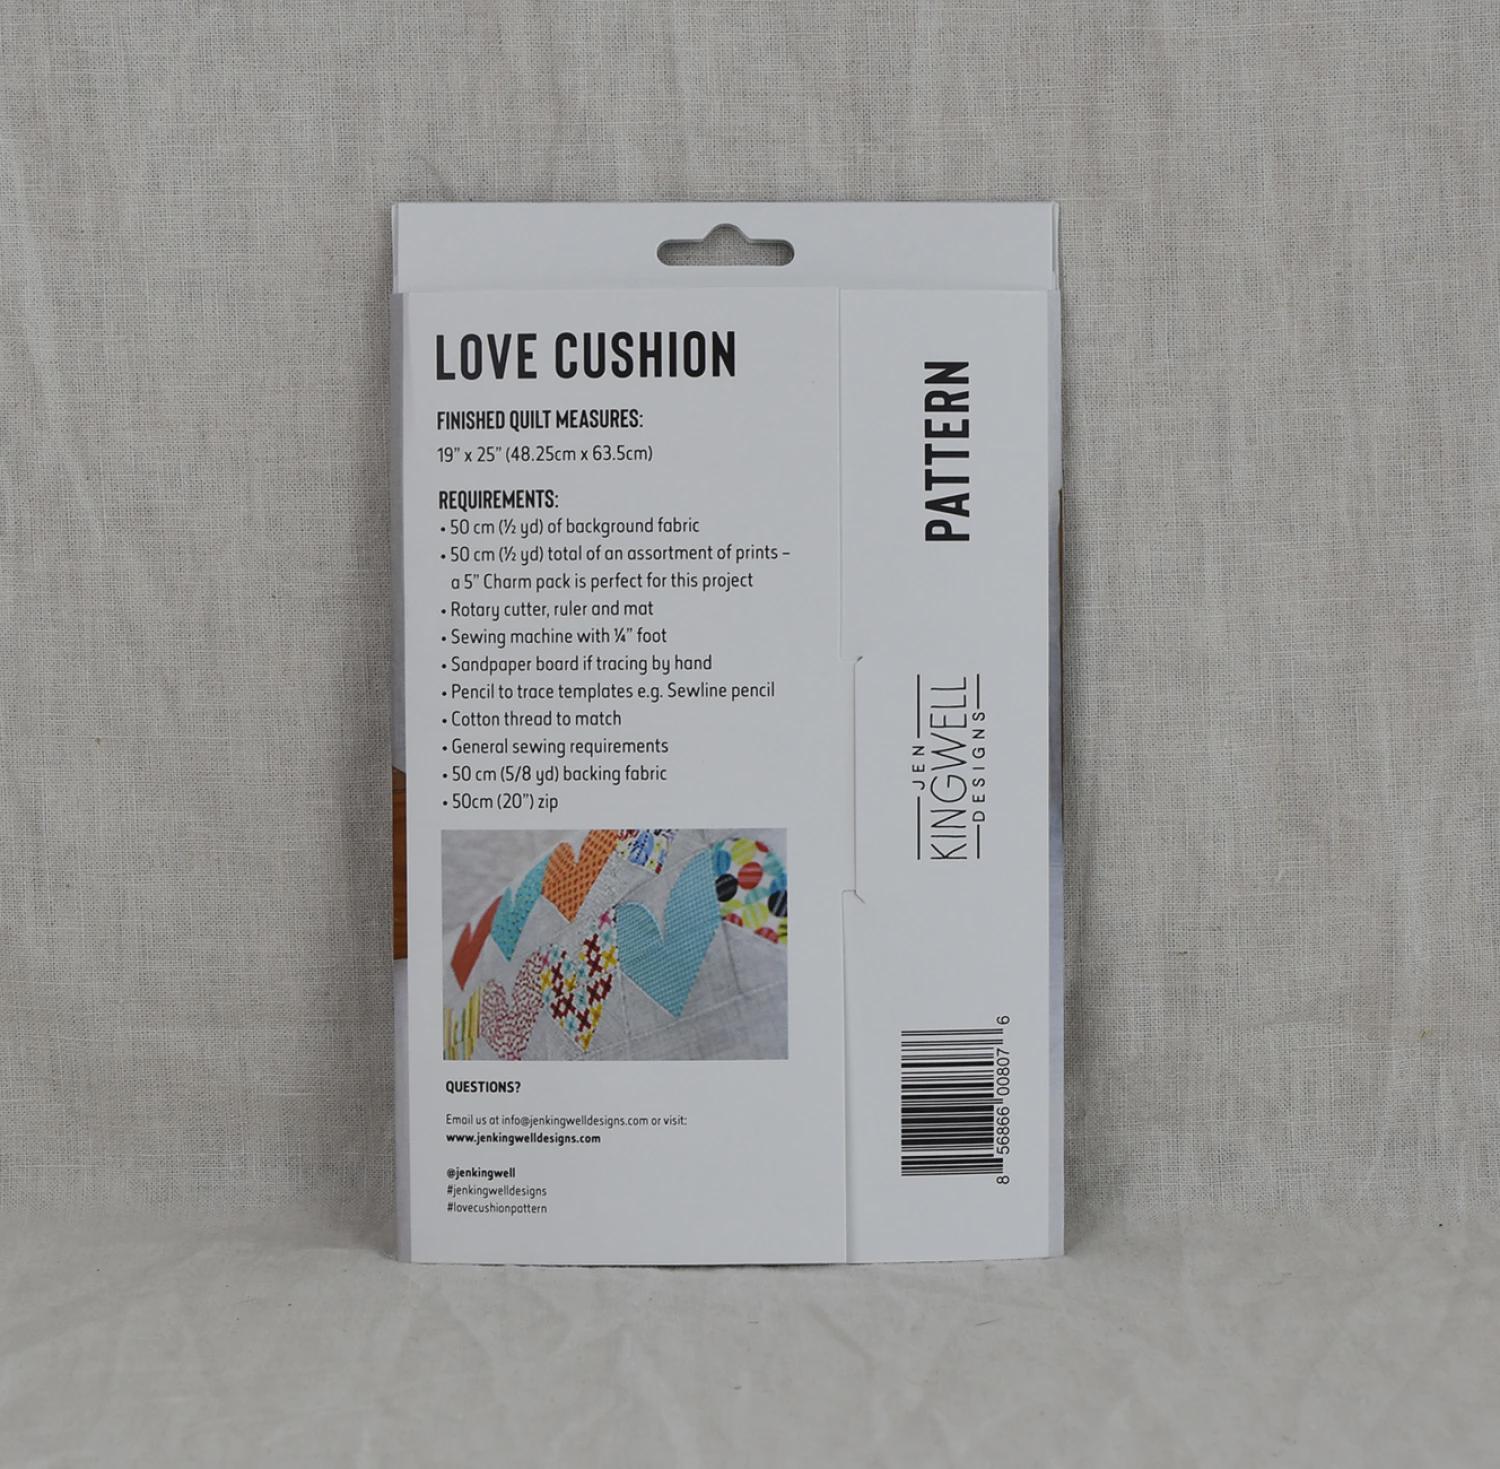 LOVE CUSHION
FINISHED QUILT MEASURES:
19" x 25" (48.25cm x 63.5cm)
REQUIREMENTS:
• 50 cm (½ yd) of background fabric
• 50 cm (½ yd) total of an assortment of prints –
a 5" Charm pack is perfect for this project
• Rotary cutter, ruler and mat
• Sewing machine with ¼" foot
• Sandpaper board if tracing by hand
• Pencil to trace templates e.g. Sewline pencil
• Cotton thread to match
• General sewing requirements
• 50 cm (5/8 yd) backing fabric
• 50cm (20") zip
QUESTIONS?
Email us at info@jenkingwelldesigns.com or visit:
www.jenkingwelldesigns.com
@jenkingwell
#jenkingwelldesigns
#lovecushionpattern
PATTERN
JEN
KINGWELL
DESIGNS
8 56866 00807 6